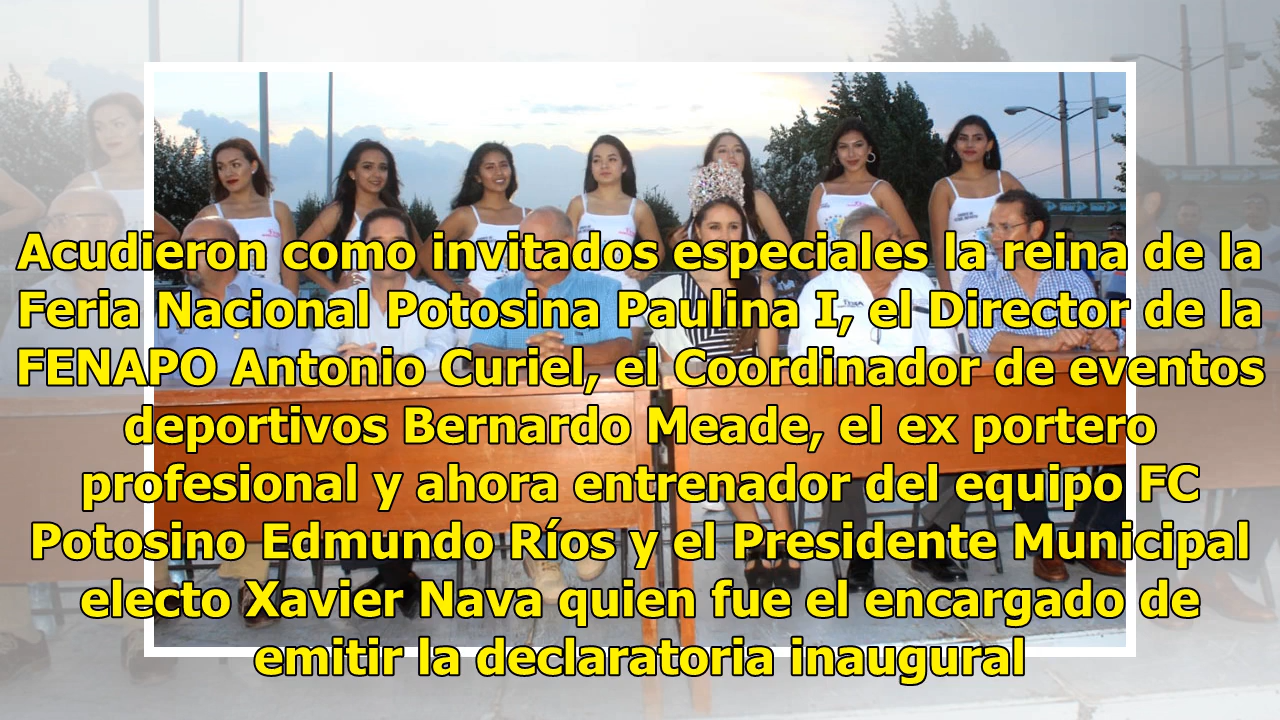 Acudieron como invitados especiales la reina de la
Feria Nacional Potosina Paulina I, el Director de la
FENAPO Antonio Curiel, el Coordinador de eventos
deportivos Bernardo Meade, el ex portero
profesional y ahora entrenador del equipo FC
Potosino Edmundo Ríos y el Presidente Municipal
electo Xavier Nava quien fue el encargado de
emitir la declaratoria inaugural